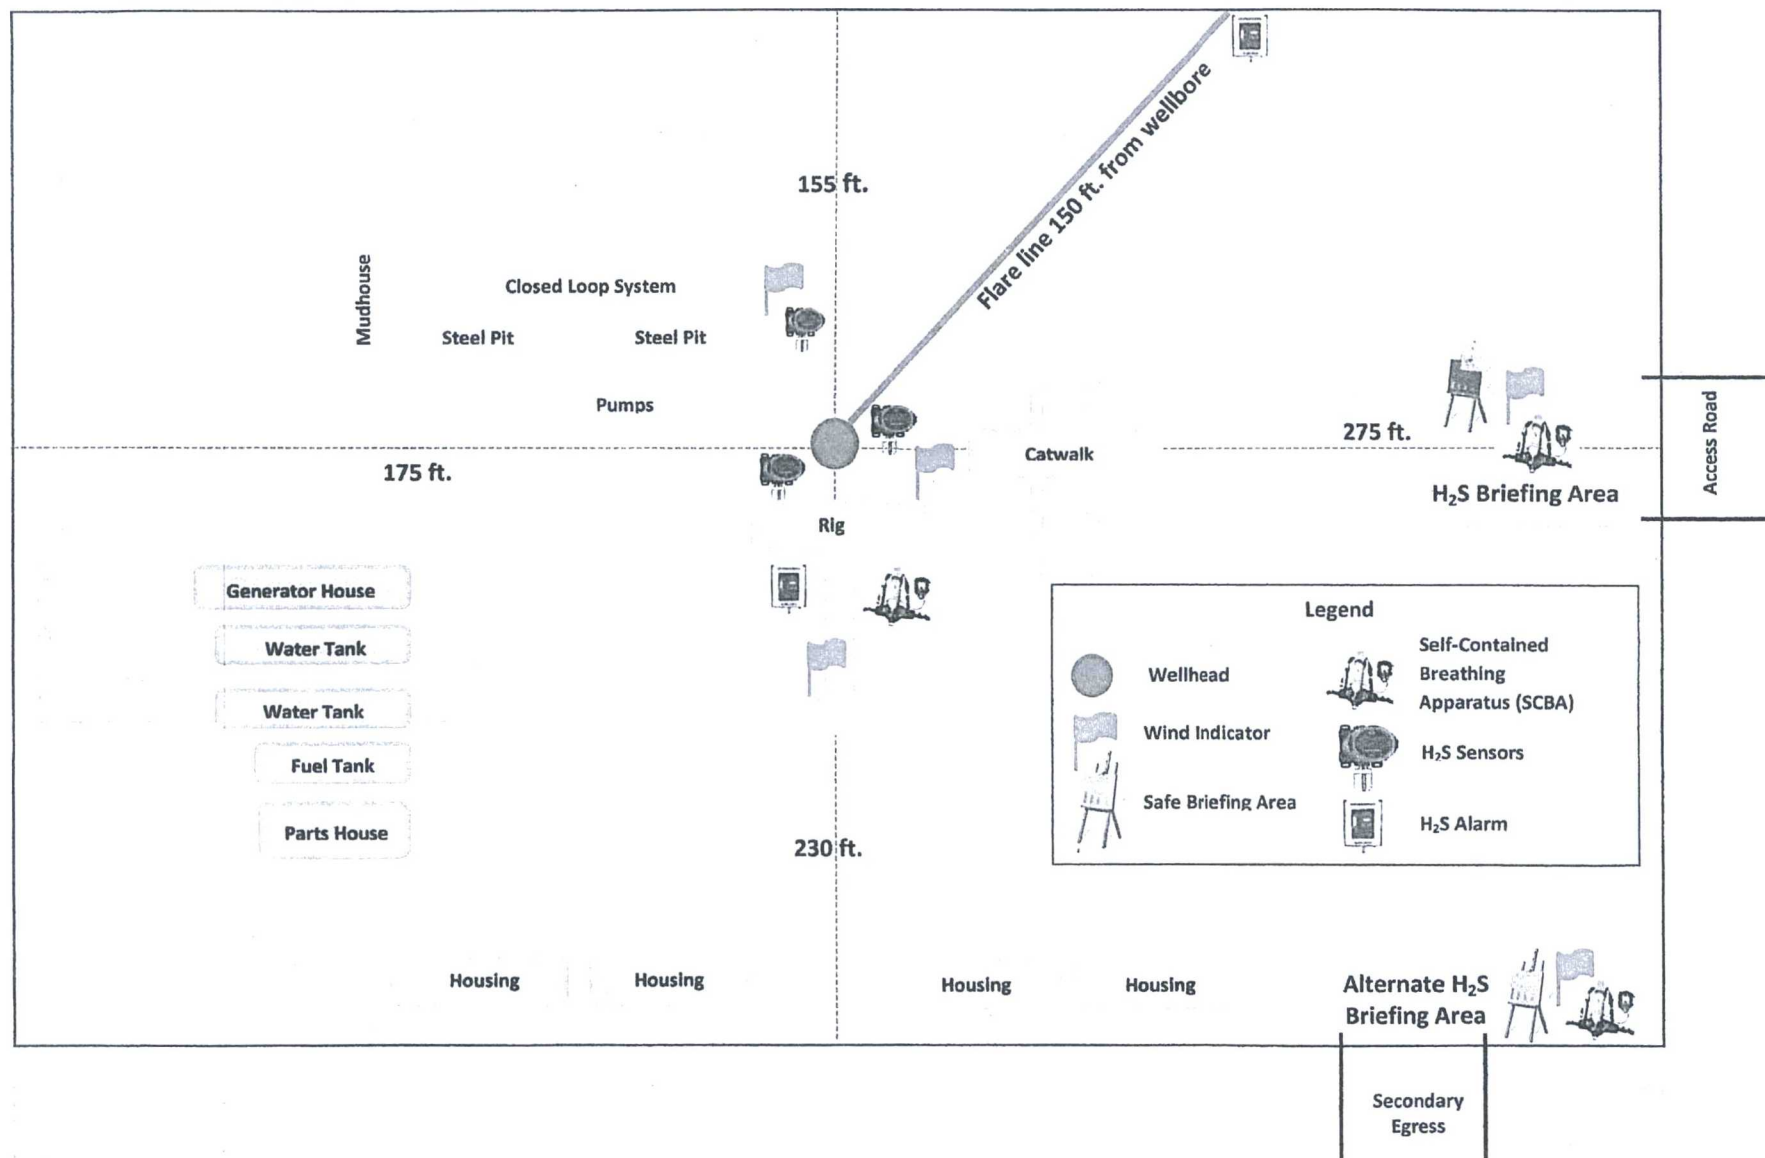 Flare line 150 ft. from wellbore
155 ft.
Mudhouse
Closed Loop System
Steel Pit
Steel Pit
Pumps
175 ft.
Catwalk
275 ft.
Access Road
H₂S Briefing Area
Rig
Generator House
Water Tank
Water Tank
Fuel Tank
Parts House
230 ft.
Legend
Wellhead
Wind Indicator
Safe Briefing Area
Self-Contained
Breathing
Apparatus (SCBA)
H₂S Sensors
H₂S Alarm
Housing
Housing
Housing
Housing
Alternate H₂S
Briefing Area
Secondary
Egress